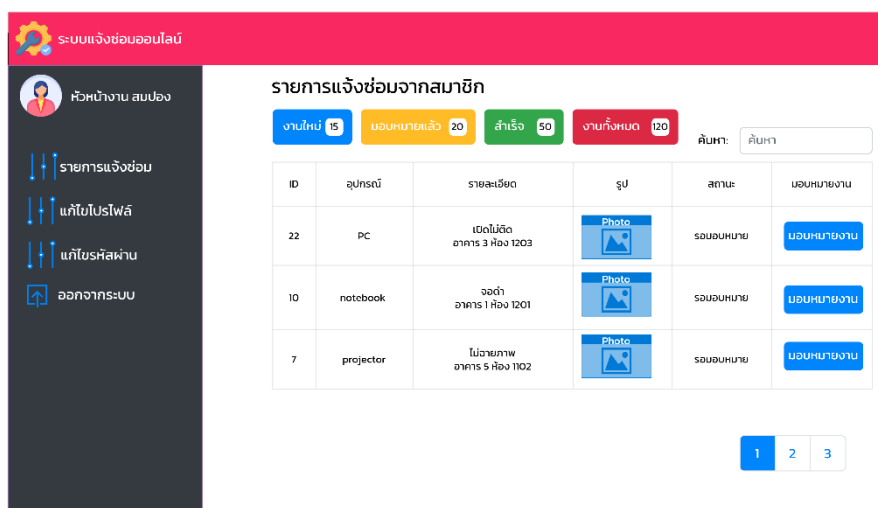 ระบบแจ้งซ่อมออนไลน์
หัวหน้างาน สมปอง
รายการแจ้งซ่อม
แก้ไขโปรไฟล์
แก้ไขรหัสผ่าน
ออกจากระบบ
รายการแจ้งซ่อมจากสมาชิก
งานใหม่ 15 มอบหมายแล้ว 20 สำเร็จ 50 งานทั้งหมด 120
ค้นหา: ค้นหา
ID อุปกรณ์ รายละเอียด รูป สถานะ มอบหมายงาน
22 PC เปิดไม่ติด Photo รอมอบหมาย มอบหมายงาน
อาคาร 3 ห้อง 1203
10 notebook จอดำ Photo รอมอบหมาย มอบหมายงาน
อาคาร 1 ห้อง 1201
7 projector ไม่ฉายภาพ Photo รอมอบหมาย มอบหมายงาน
อาคาร 5 ห้อง 1102
1 2 3